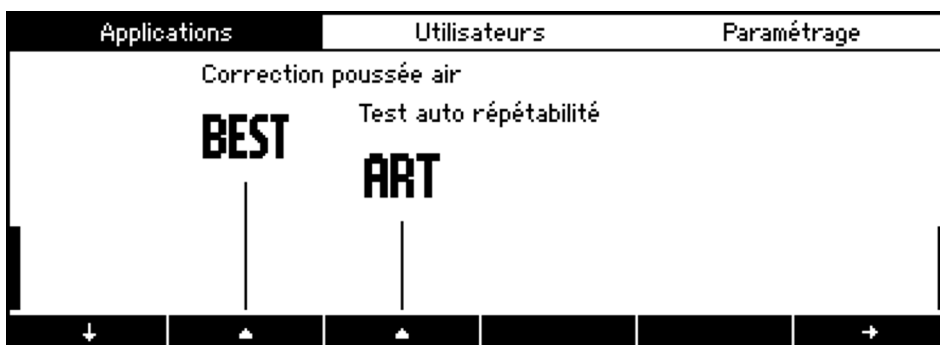 Applications Utilisateurs Paramétrage
Correction poussée air
Test auto répétabilité
BEST
ART